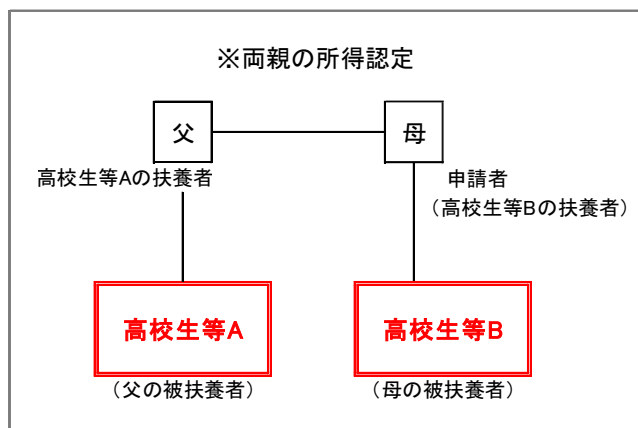 ※両親の所得認定
父
母
高校生等Aの扶養者
申請者
（高校生等Bの扶養者）
高校生等A
高校生等B
（父の被扶養者）
（母の被扶養者）